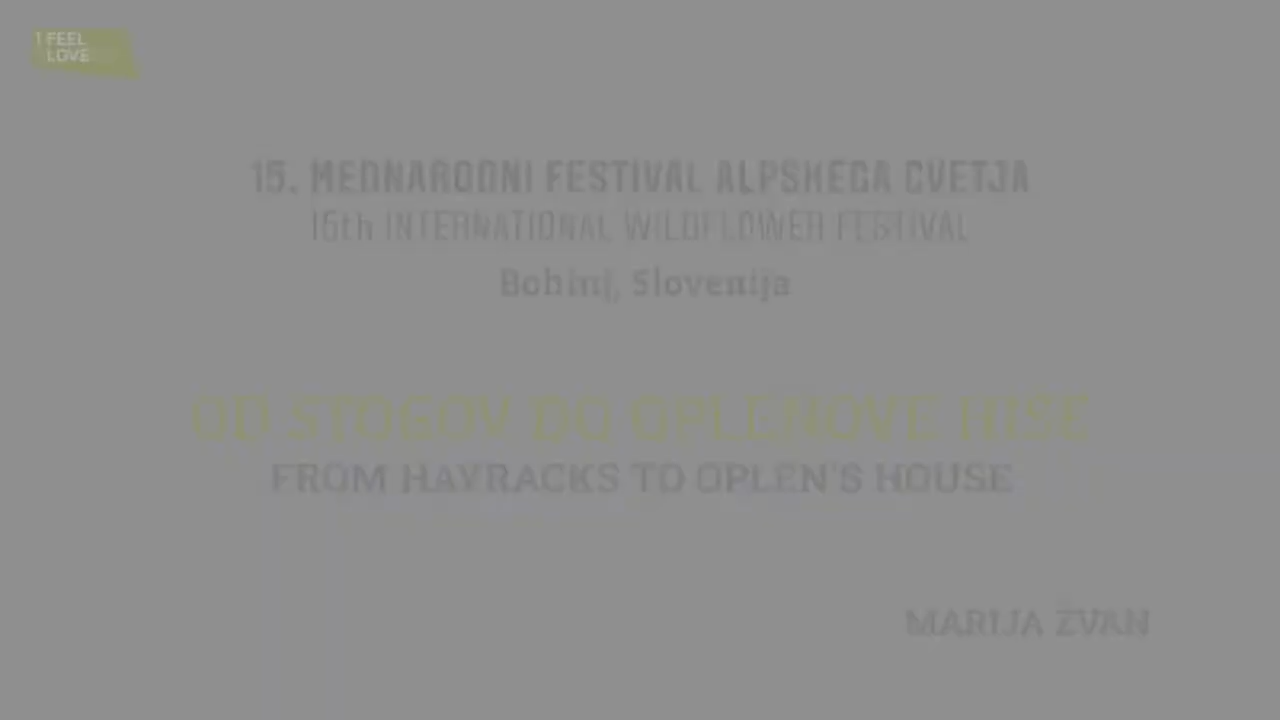 I FEEL
LOVE
15. MEDNARODNI FESTIVAL ALPSKEGA CVETJA
15th INTERNATIONAL WILDFLOWER FESTIVAL
Bohinj, Slovenija
OD STOGOV DO OPLENOVE HIŠE
FROM HAYRACKS TO OPLEN'S HOUSE
MARIJA ŽVAN